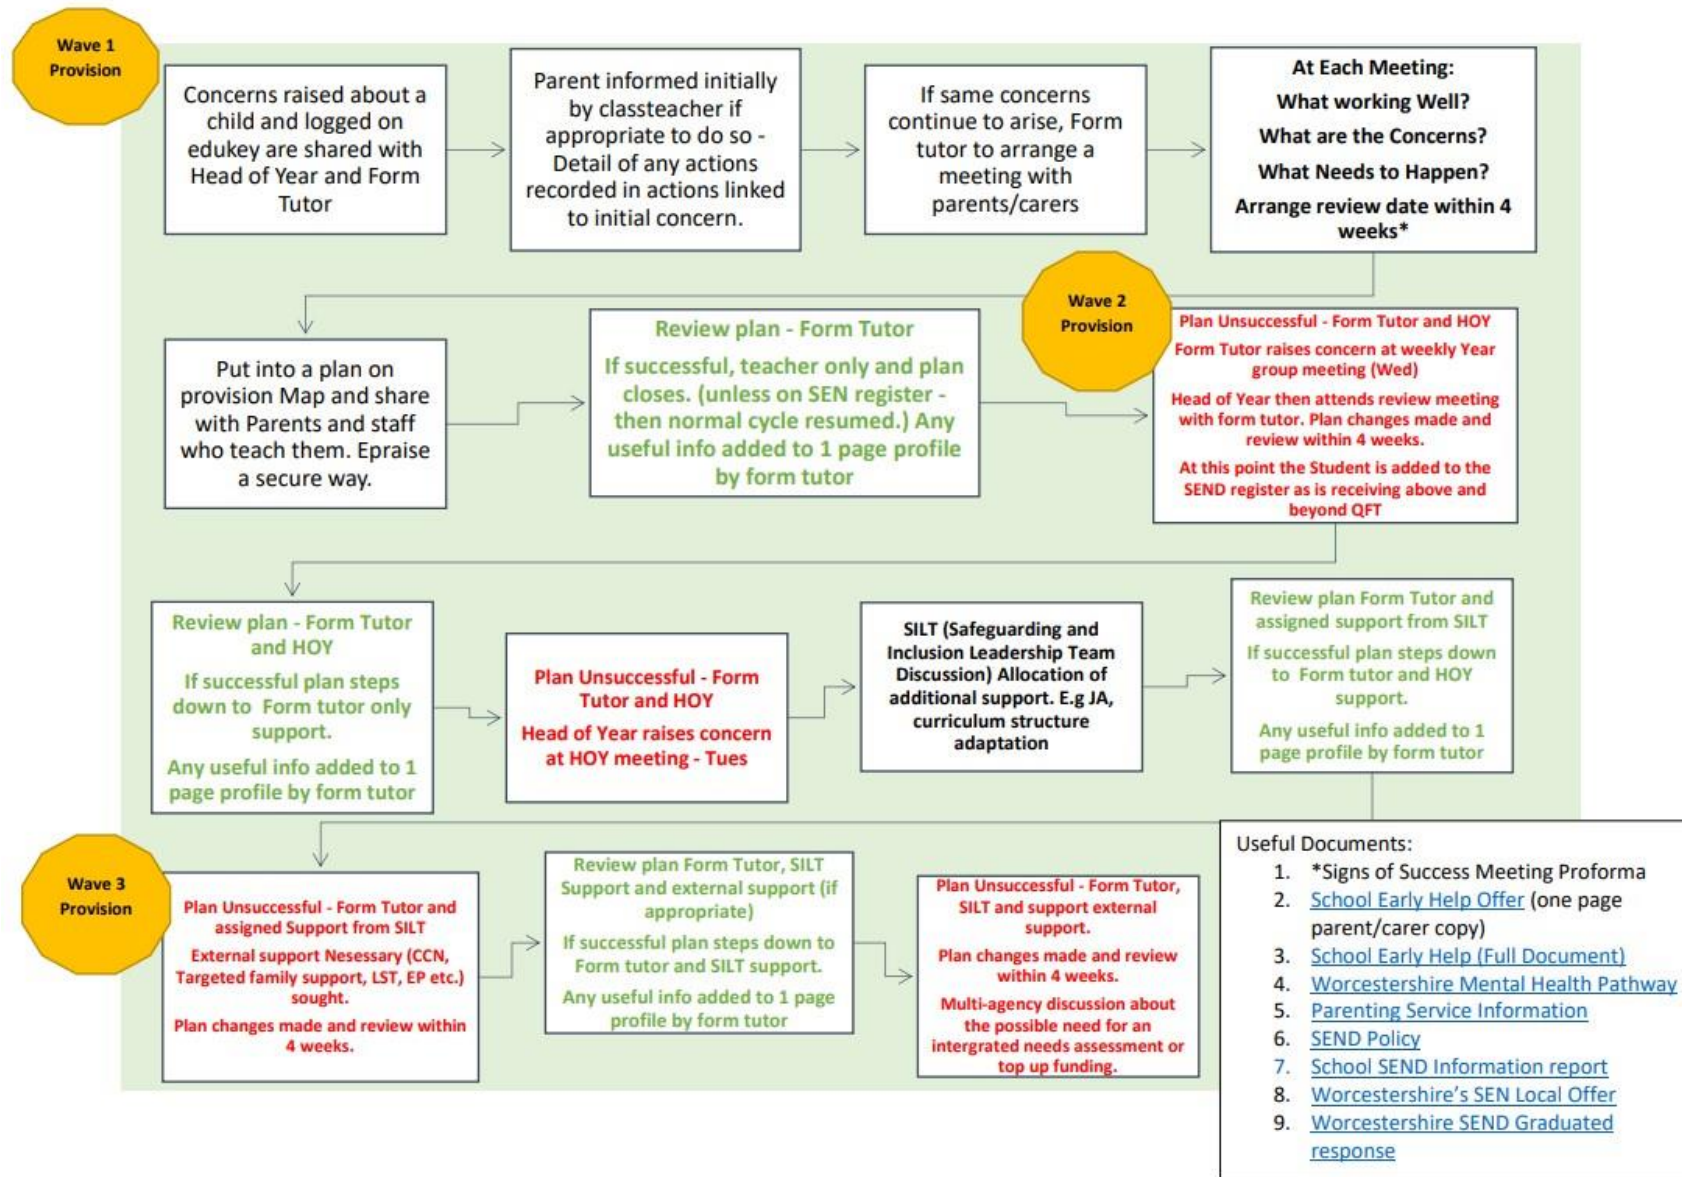 Wave 1
Provision
Concerns raised about a
child and logged on
edukey are shared with
Head of Year and Form
Tutor
Parent informed initially
by classteacher if
appropriate to do so -
Detail of any actions
recorded in actions linked
to initial concern.
If same concerns
continue to arise, Form
tutor to arrange a
meeting with
parents/carers
At Each Meeting:
What working Well?
What are the Concerns?
What Needs to Happen?
Arrange review date within 4
weeks*
Put into a plan on
provision Map and share
with Parents and staff
who teach them. Epraise
a secure way.
Review plan - Form Tutor
If successful, teacher only and plan
closes. (unless on SEN register -
then normal cycle resumed.) Any
useful info added to 1 page profile
by form tutor
Wave 2
Provision
Plan Unsuccessful - Form Tutor and HOY
Form Tutor raises concern at weekly Year
group meeting (Wed)
Head of Year then attends review meeting
with form tutor. Plan changes made and
review within 4 weeks.
At this point the Student is added to the
SEND register as is receiving above and
beyond QFT
Review plan - Form Tutor
and HOY
If successful plan steps
down to Form tutor only
support.
Any useful info added to 1
page profile by form tutor
Plan Unsuccessful - Form
Tutor and HOY
Head of Year raises concern
at HOY meeting - Tues
SILT (Safeguarding and
Inclusion Leadership Team
Discussion) Allocation of
additional support. E.g JA,
curriculum structure
adaptation
Review plan Form Tutor and
assigned support from SILT
If successful plan steps down
to Form tutor and HOY
support.
Any useful info added to 1
page profile by form tutor
Wave 3
Provision
Plan Unsuccessful - Form Tutor and
assigned Support from SILT
External support Nesessary (CCN,
Targeted family support, LST, EP etc.)
sought.
Plan changes made and review within
4 weeks.
Review plan Form Tutor, SILT
Support and external support (if
appropriate)
If successful plan steps down to
Form tutor and SILT support.
Any useful info added to 1 page
profile by form tutor
Plan Unsuccessful - Form Tutor,
SILT and support external
support.
Plan changes made and review
within 4 weeks.
Multi-agency discussion about
the possible need for an
intergrated needs assessment or
top up funding.
Useful Documents:
1. *Signs of Success Meeting Proforma
2. School Early Help Offer (one page
parent/carer copy)
3. School Early Help (Full Document)
4. Worcestershire Mental Health Pathway
5. Parenting Service Information
6. SEND Policy
7. School SEND Information report
8. Worcestershire's SEN Local Offer
9. Worcestershire SEND Graduated
response